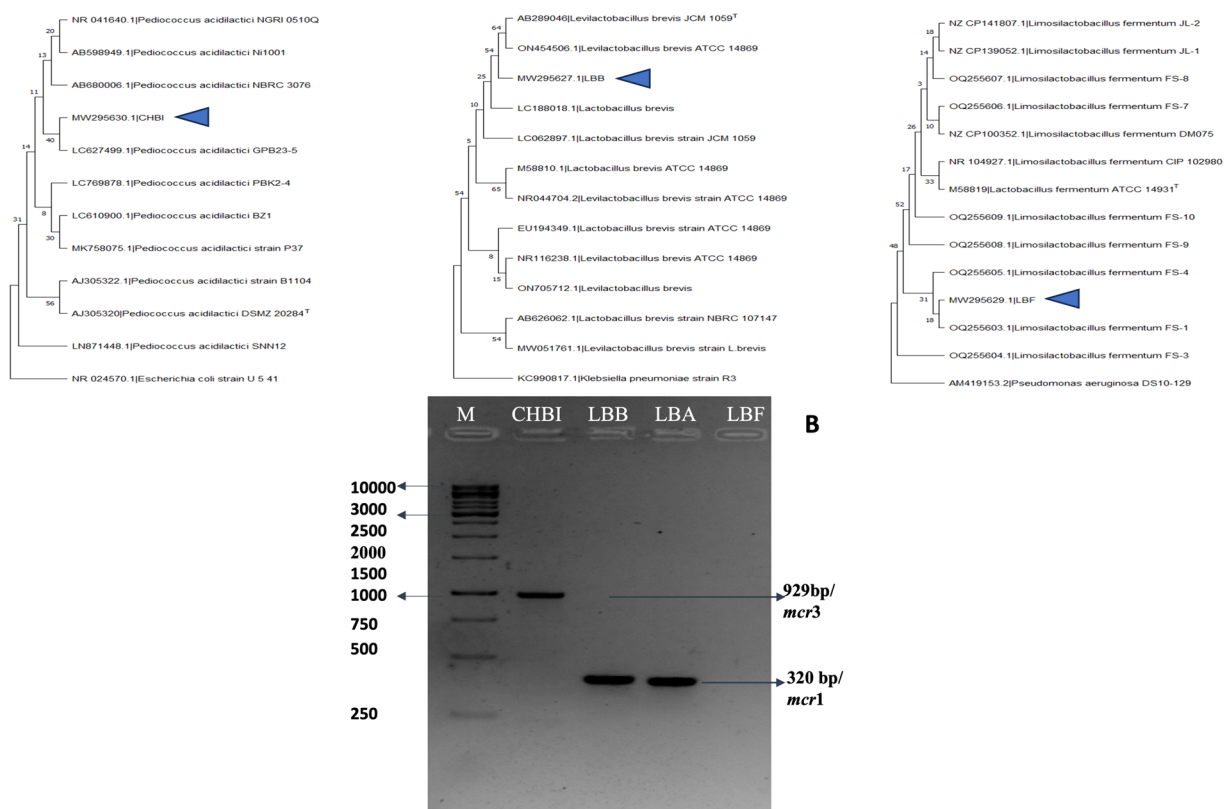 NR 041640.1|Pediococcus acidilactici NGRI 0510Q
20
AB598949.1|Pediococcus acidilactici Ni1001
13
AB680006.1|Pediococcus acidilactici NBRC 3076
11
MW295630.1|CHBI
40
LC627499.1|Pediococcus acidilactici GPB23-5
14
LC769878.1|Pediococcus acidilactici PBK2-4
8
LC610900.1|Pediococcus acidilactici BZ1
31
30
MK758075.1|Pediococcus acidilactici strain P37
AJ305322.1|Pediococcus acidilactici strain B1104
56
AJ305320|Pediococcus acidilactici DSMZ 20284T
LN871448.1|Pediococcus acidilactici SNN12
NR 024570.1|Escherichia coli strain U 5 41
AB289046|Levilactobacillus brevis JCM 1059T
64
ON454506.1|Levilactobacillus brevis ATCC 14869
54
MW295627.1|LBB
25
LC188018.1|Lactobacillus brevis
10
LC062897.1|Lactobacillus brevis strain JCM 1059
5
M58810.1|Lactobacillus brevis ATCC 14869
65
54
NR044704.2|Levilactobacillus brevis strain ATCC 14869
EU194349.1|Lactobacillus brevis strain ATCC 14869
8
NR116238.1|Levilactobacillus brevis ATCC 14869
15
ON705712.1|Levilactobacillus brevis
AB626062.1|Lactobacillus brevis strain NBRC 107147
54
MW051761.1|Levilactobacillus brevis strain L.brevis
KC990817.1|Klebsiella pneumoniae strain R3
NZ CP141807.1|Limosilactobacillus fermentum JL-2
18
NZ CP139052.1|Limosilactobacillus fermentum JL-1
14
OQ255607.1|Limosilactobacillus fermentum FS-8
3
OQ255606.1|Limosilactobacillus fermentum FS-7
10
26
NZ CP100352.1|Limosilactobacillus fermentum DM075
NR 104927.1|Limosilactobacillus fermentum CIP 102980
17
33
M58819|Lactobacillus fermentum ATCC 14931T
52
OQ255609.1|Limosilactobacillus fermentum FS-10
48
OQ255608.1|Limosilactobacillus fermentum FS-9
OQ255605.1|Limosilactobacillus fermentum FS-4
31
MW295629.1|LBF
18
OQ255603.1|Limosilactobacillus fermentum FS-1
OQ255604.1|Limosilactobacillus fermentum FS-3
AM419153.2|Pseudomonas aeruginosa DS10-129
M CHBI LBB LBA LBF
B
10000
3000
2500
2000
1500
1000
750
500
250
929bp/
mcr3
320 bp/
mcr1